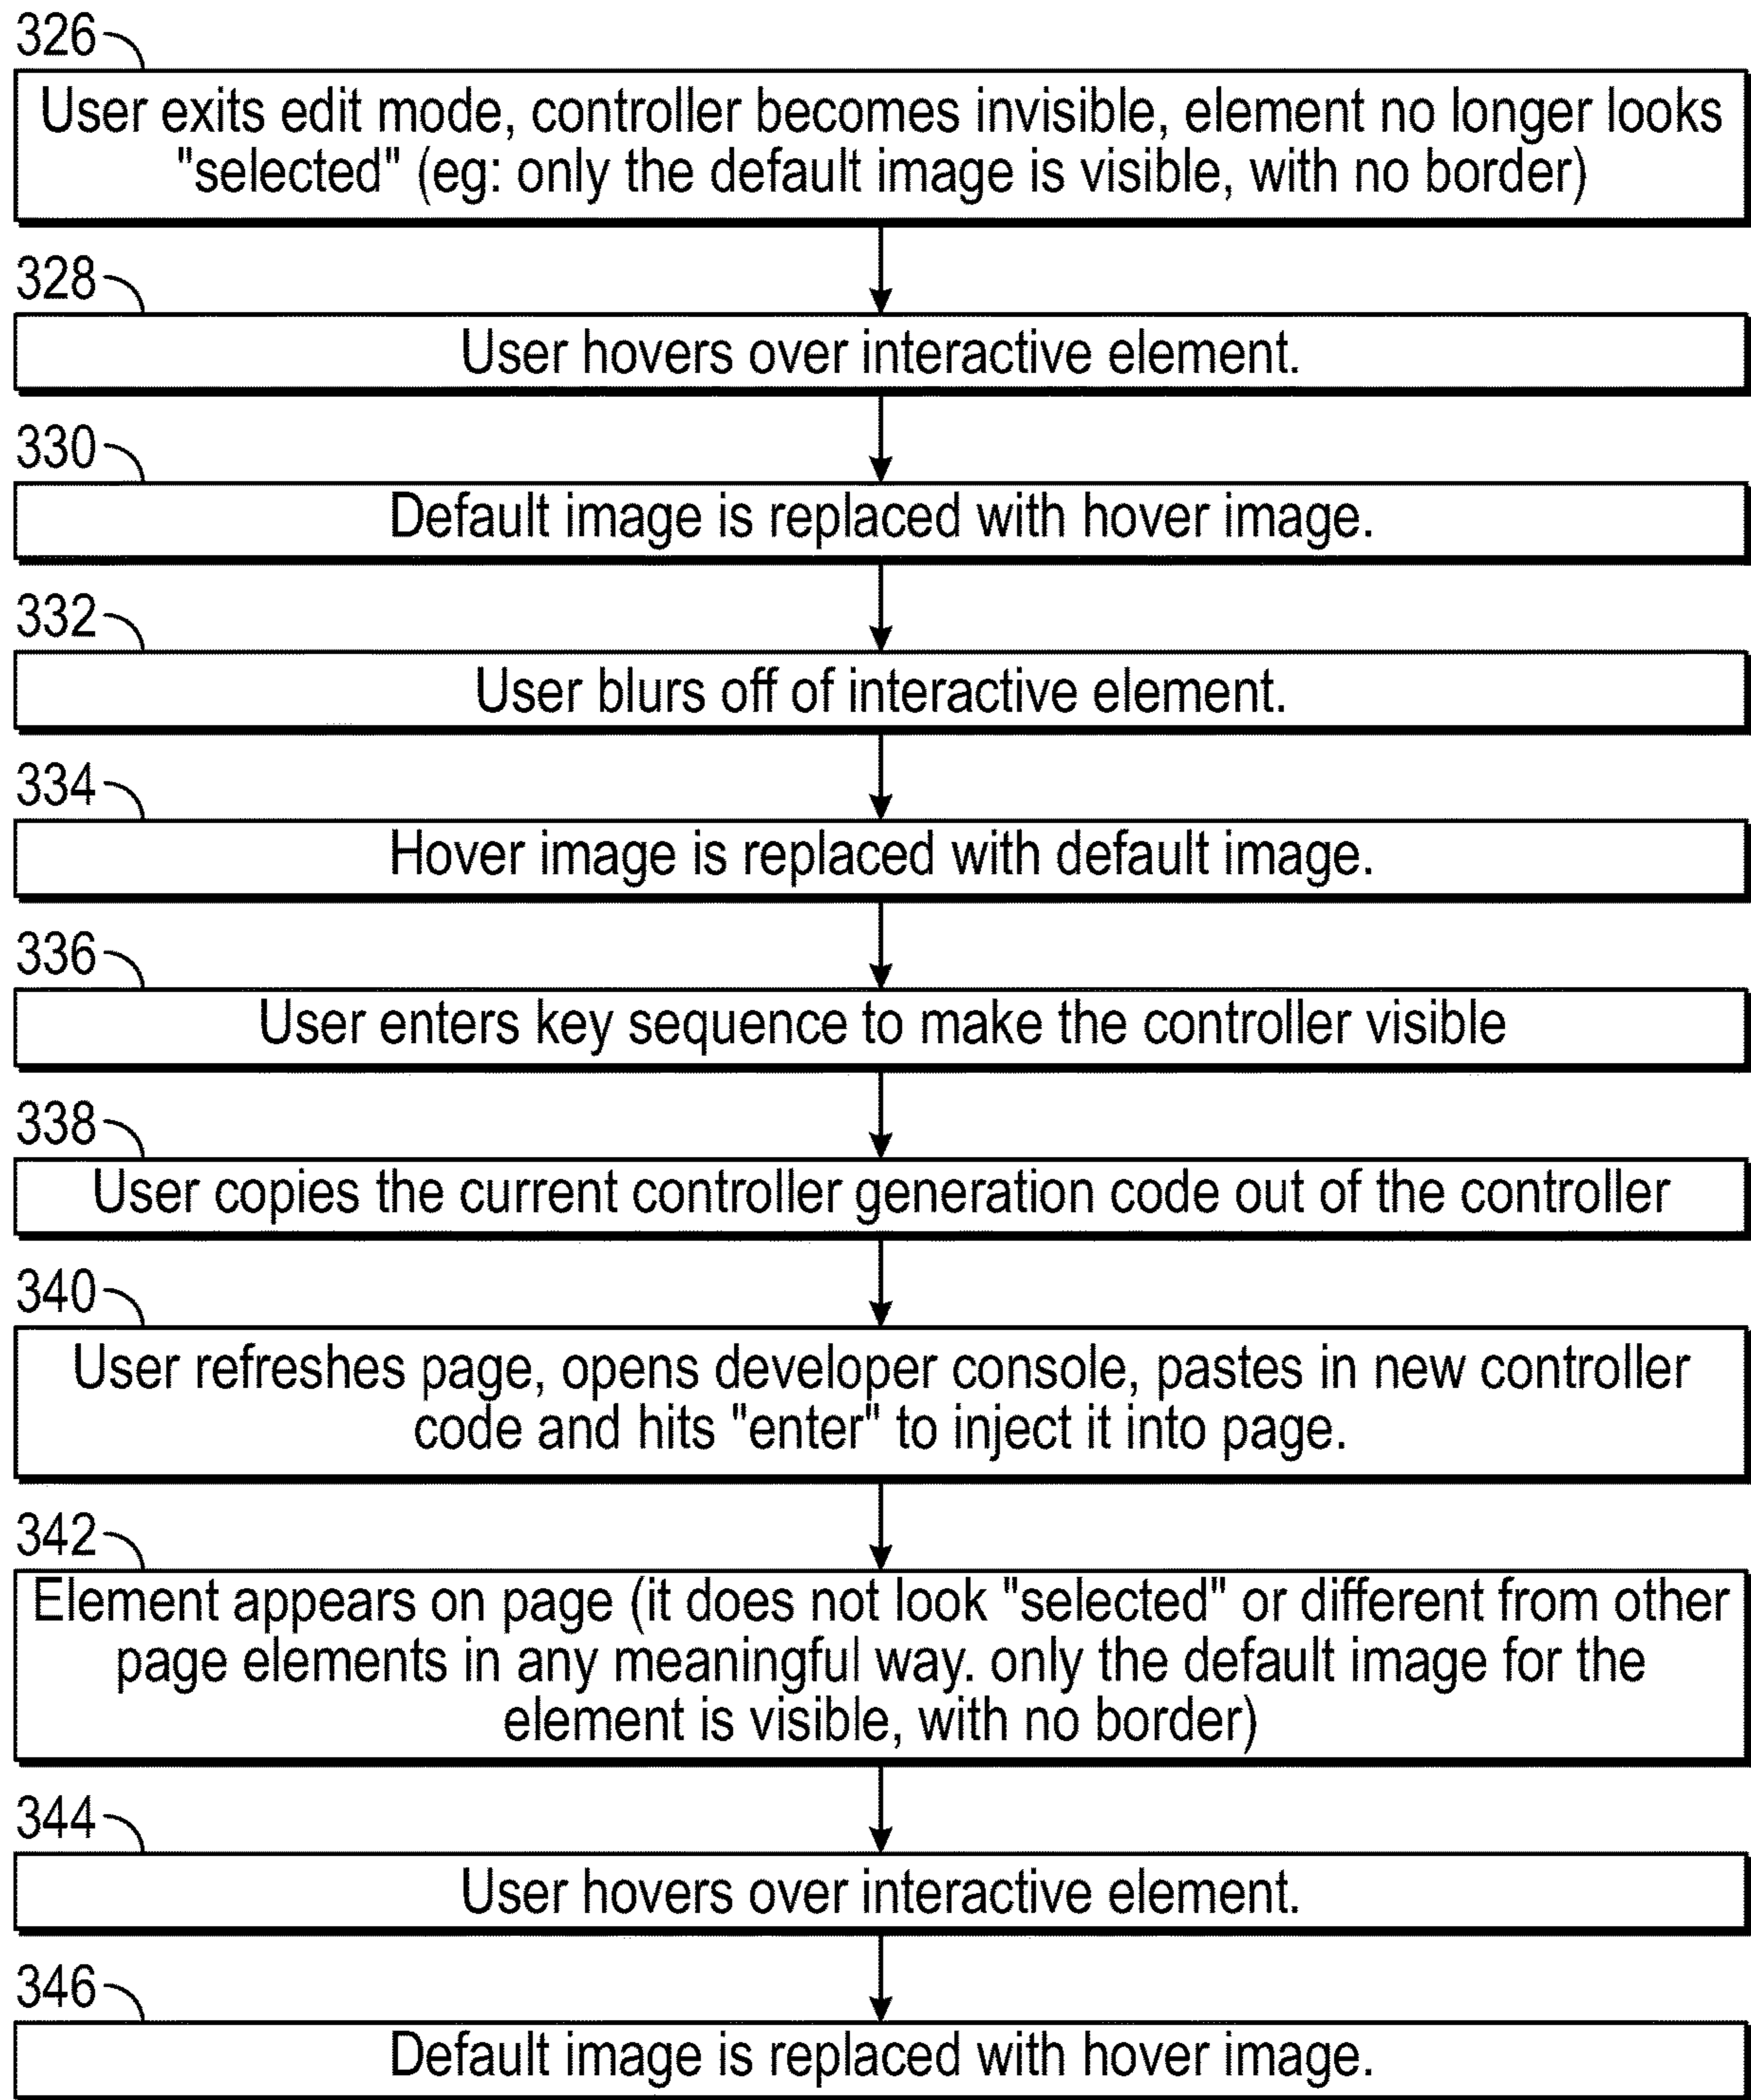 326
User exits edit mode, controller becomes invisible, element no longer looks
"selected" (eg: only the default image is visible, with no border)
328
User hovers over interactive element.
330
Default image is replaced with hover image.
332
User blurs off of interactive element.
334
Hover image is replaced with default image.
336
User enters key sequence to make the controller visible
338
User copies the current controller generation code out of the controller
340
User refreshes page, opens developer console, pastes in new controller
code and hits "enter" to inject it into page.
342
Element appears on page (it does not look "selected" or different from other
page elements in any meaningful way. only the default image for the
element is visible, with no border)
344
User hovers over interactive element.
346
Default image is replaced with hover image.